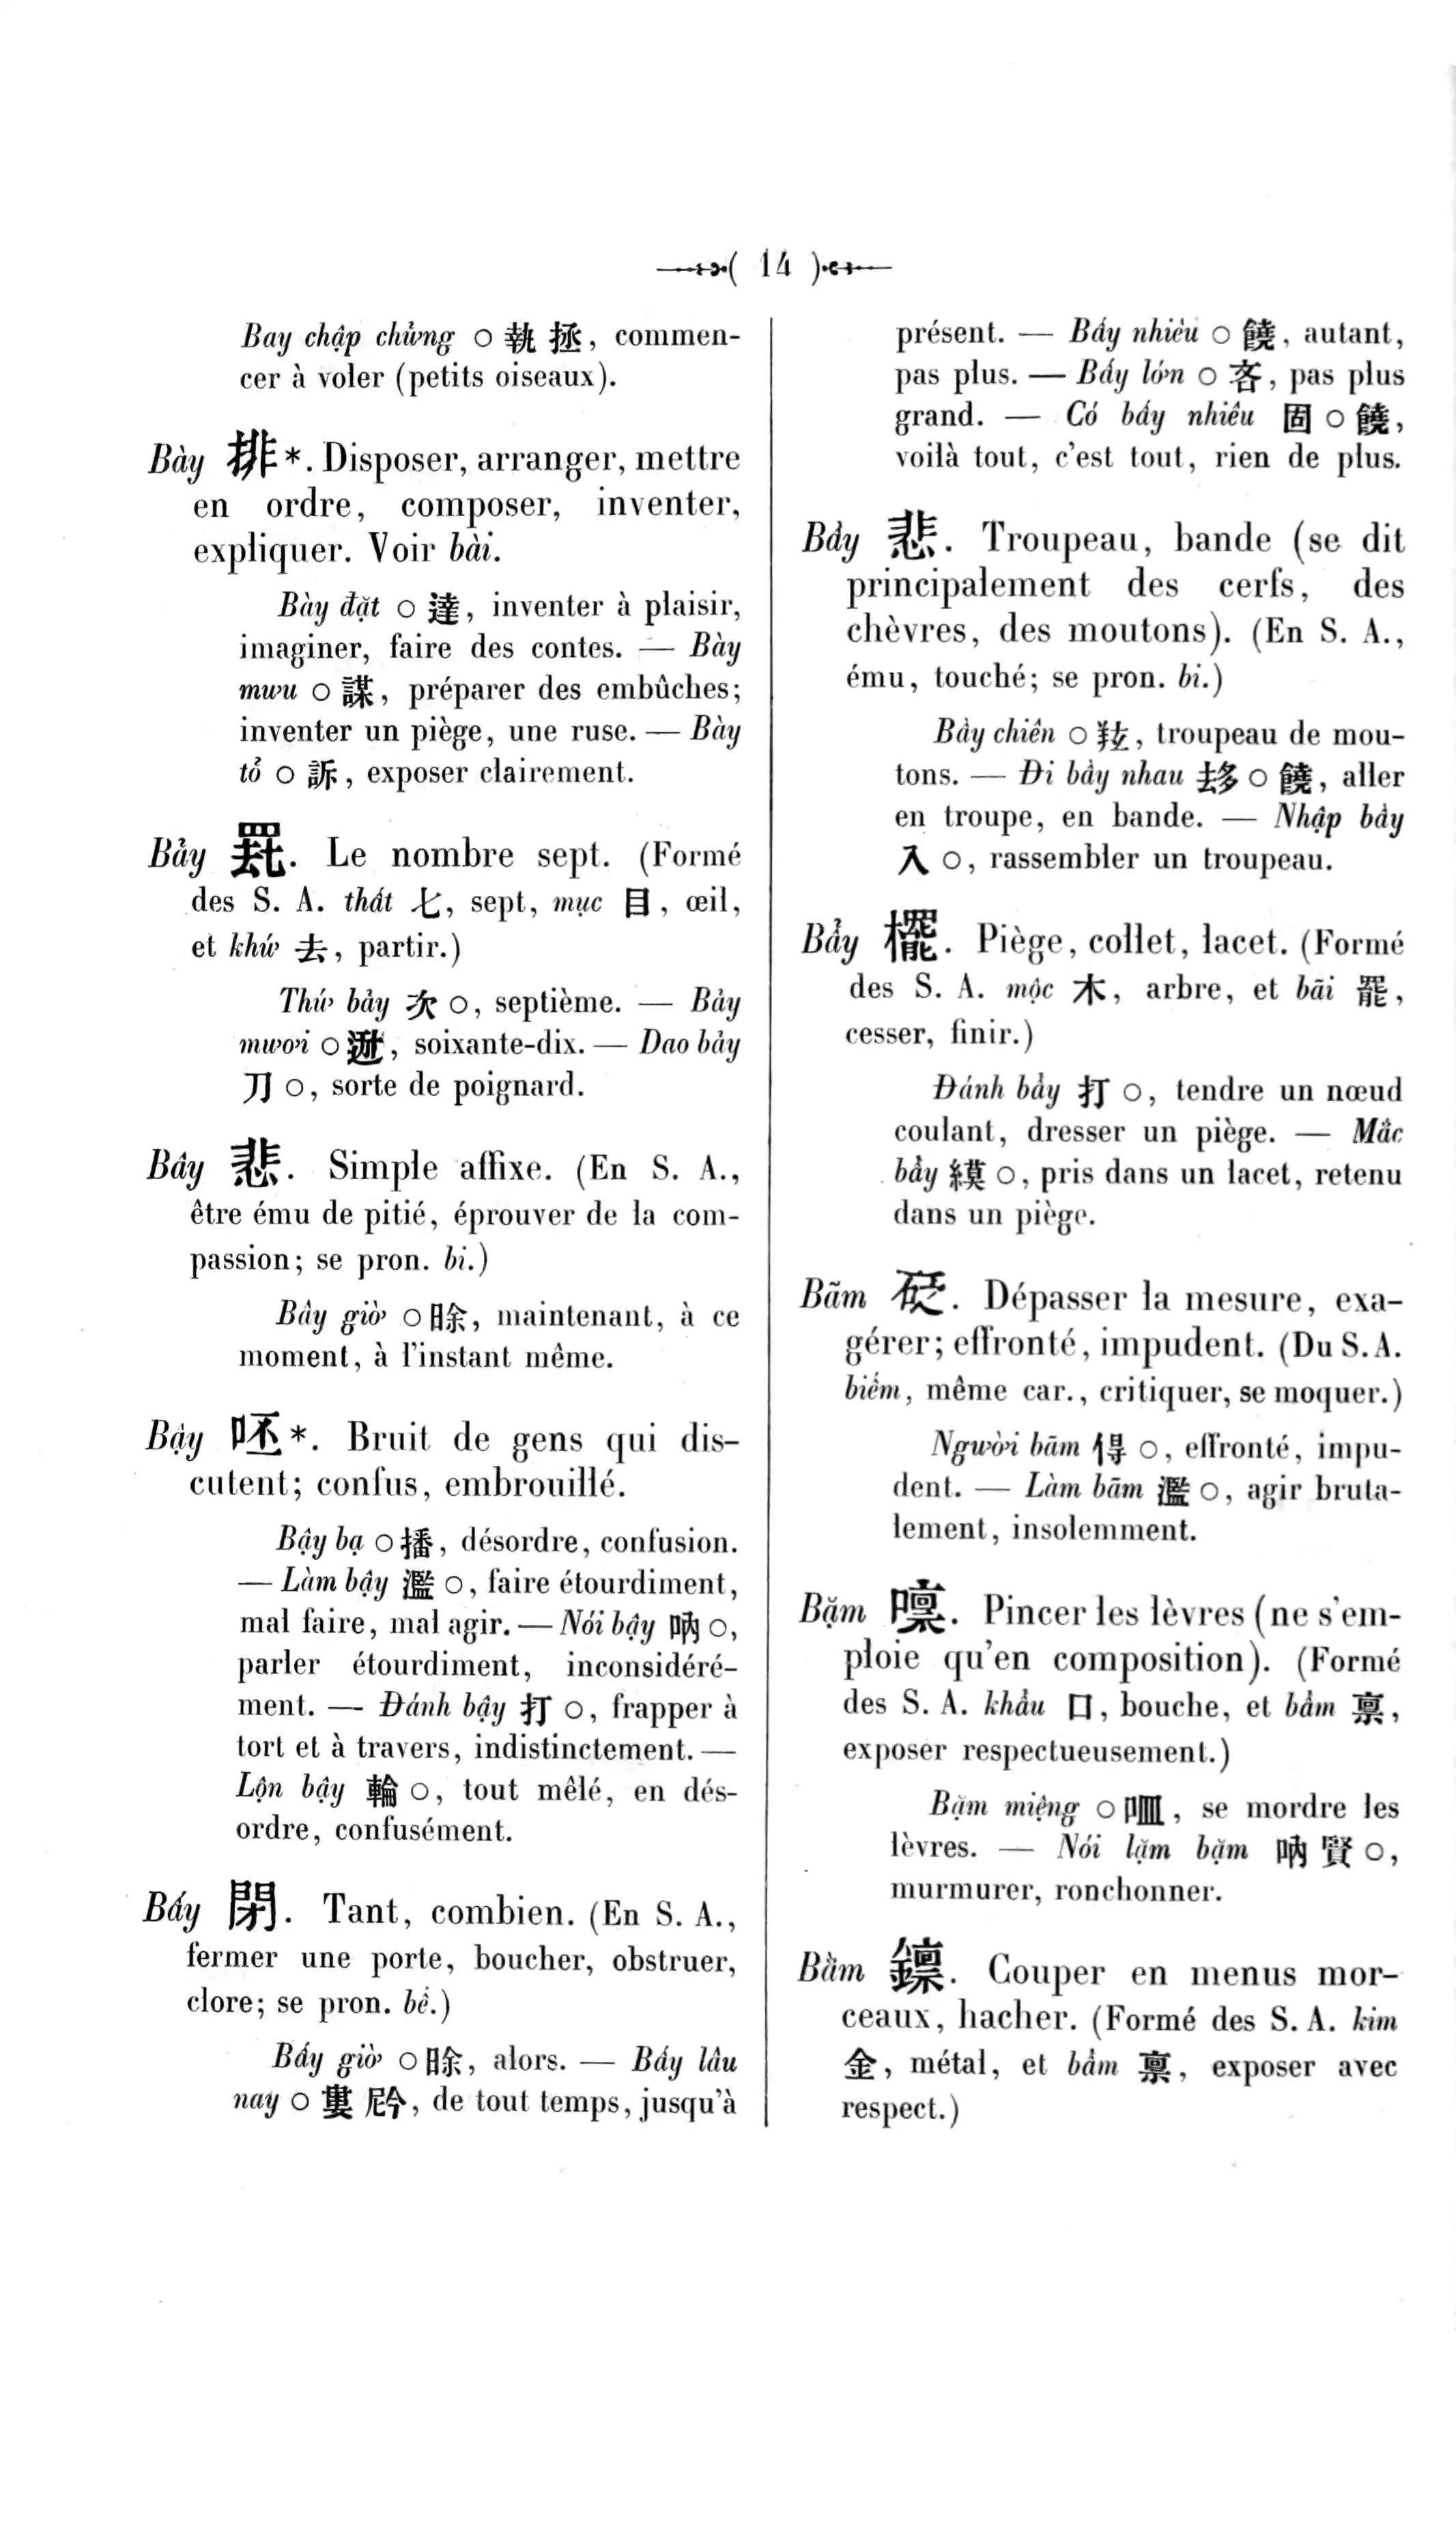 ( 14 )
Bay chập chửng ○ 執 拯, commen-
cer à voler (petits oiseaux).
Bày 排*. Disposer, arranger, mettre
en ordre, composer, inventer,
expliquer. Voir bài.
Bày đặt ○ 達, inventer à plaisir,
imaginer, faire des contes. — Bày
mưu ○ 謀, préparer des embûches;
inventer un piège, une ruse. — Bày
tỏ ○ 訴, exposer clairement.
Bảy. Le nombre sept. (Formé
des S. A. thất 七, sept, mục 目, œil,
et khứ 去, partir.)
Thứ bảy 次 ○, septième. — Bảy
mươi ○, soixante-dix. — Dao bảy
刀 ○, sorte de poignard.
Bây 悲. Simple affixe. (En S. A.,
être ému de pitié, éprouver de la com-
passion; se pron. bi.)
Bây giờ ○, maintenant, à ce
moment, à l'instant même.
Bậy 呸*. Bruit de gens qui dis-
cutent; confus, embrouillé.
Bậy bạ ○ 播, désordre, confusion.
— Làm bậy 濫 ○, faire étourdiment,
mal faire, mal agir. — Nói bậy 吶 ○,
parler étourdiment, inconsidéré-
ment. — Đánh bậy 打 ○, frapper à
tort et à travers, indistinctement. —
Lộn bậy 輪 ○, tout mêlé, en dés-
ordre, confusément.
Bấy 閉. Tant, combien. (En S. A.,
fermer une porte, boucher, obstruer,
clore; se pron. bế.)
Bấy giờ ○, alors. — Bấy lâu
nay ○ 婁, de tout temps, jusqu'à
présent. — Bấy nhiêu ○ 饒, autant,
pas plus. — Bấy lớn ○, pas plus
grand. — Có bấy nhiêu 固 ○ 饒,
voilà tout, c'est tout, rien de plus.
Bầy 悲. Troupeau, bande (se dit
principalement des cerfs, des
chèvres, des moutons). (En S. A.,
ému, touché; se pron. bi.)
Bầy chiên ○, troupeau de mou-
tons. — Đi bầy nhau ○ 饒, aller
en troupe, en bande. — Nhập bầy
入 ○, rassembler un troupeau.
Bẫy. Piège, collet, lacet. (Formé
des S. A. mộc 木, arbre, et bãi 罷,
cesser, finir.)
Đánh bẫy 打 ○, tendre un nœud
coulant, dresser un piège. — Mắc
bẫy 縸 ○, pris dans un lacet, retenu
dans un piège.
Bãm 砭. Dépasser la mesure, exa-
gérer; effronté, impudent. (Du S. A.
biếm, même car., critiquer, se moquer.)
Người bãm ○, effronté, impu-
dent. — Làm bãm 濫 ○, agir bruta-
lement, insolemment.
Bặm. Pincer les lèvres (ne s'em-
ploie qu'en composition). (Formé
des S. A. khẩu 口, bouche, et bẩm 禀,
exposer respectueusement.)
Bặm miệng ○, se mordre les
lèvres. — Nói lặm bặm 吶 賢 ○,
murmurer, ronchonner.
Bằm. Couper en menus mor-
ceaux, hacher. (Formé des S. A. kim
金, métal, et bẩm 禀, exposer avec
respect.)